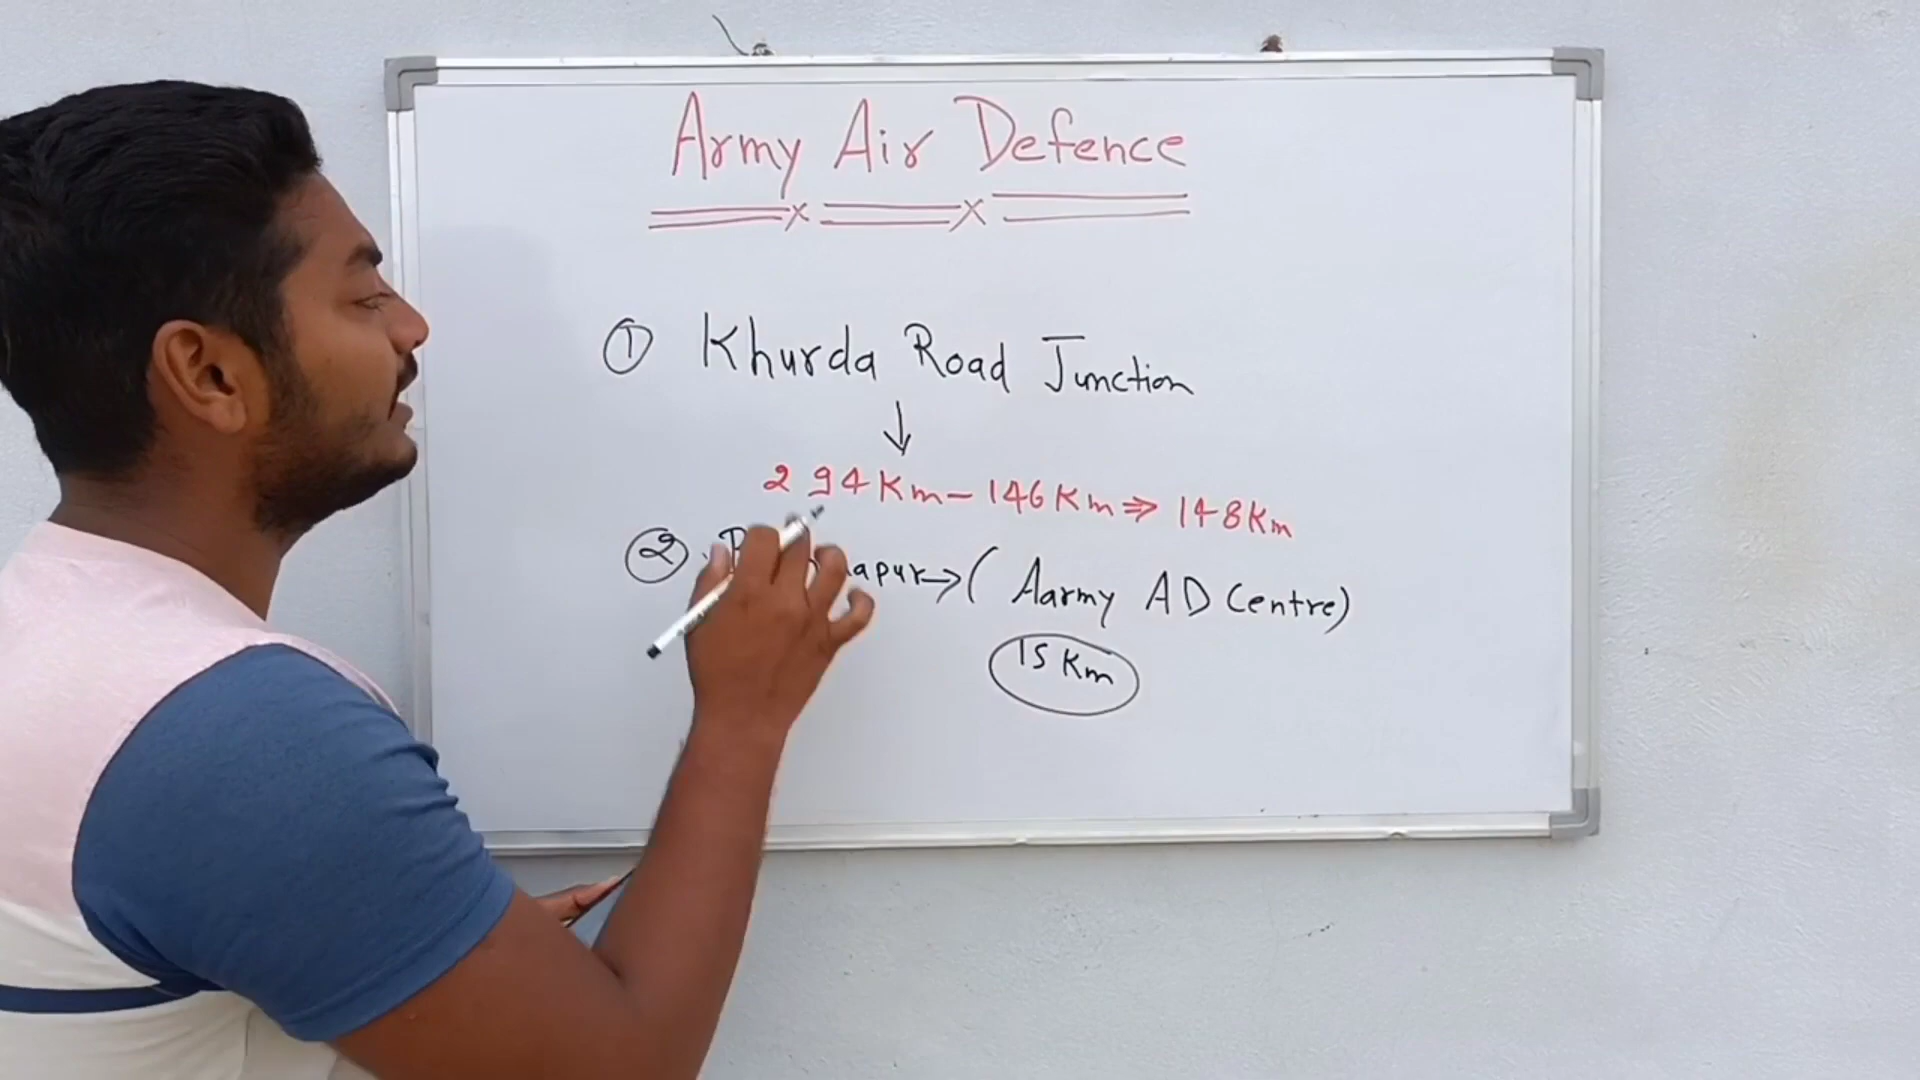 Army Air Defence
① Khurda Road Junction
294 Km - 146 Km ⇒ 148 Km
② → ( Aarmy AD Centre)
15 Km